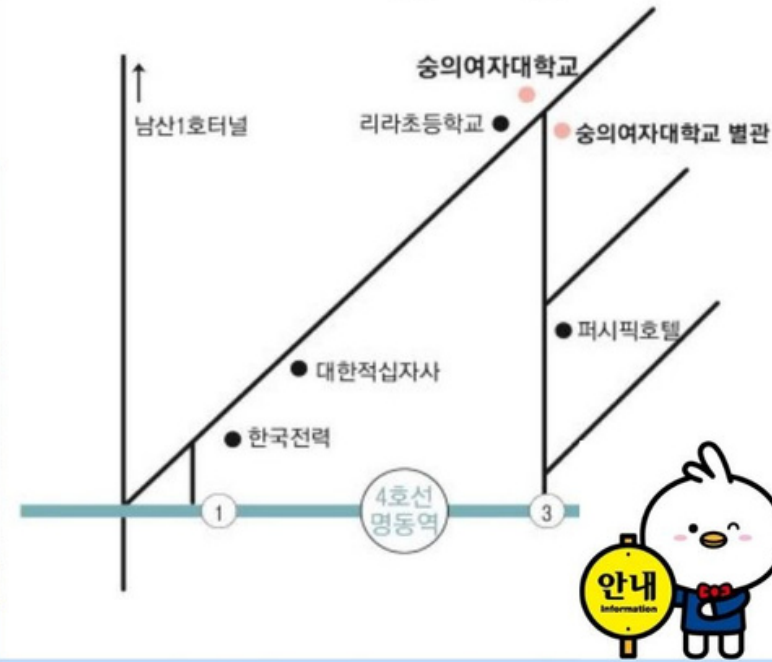 숭의여자대학교
남산1호터널
리라초등학교
숭의여자대학교 별관
퍼시픽호텔
대한적십자사
한국전력
4호선
명동역
1
3
안내
Information